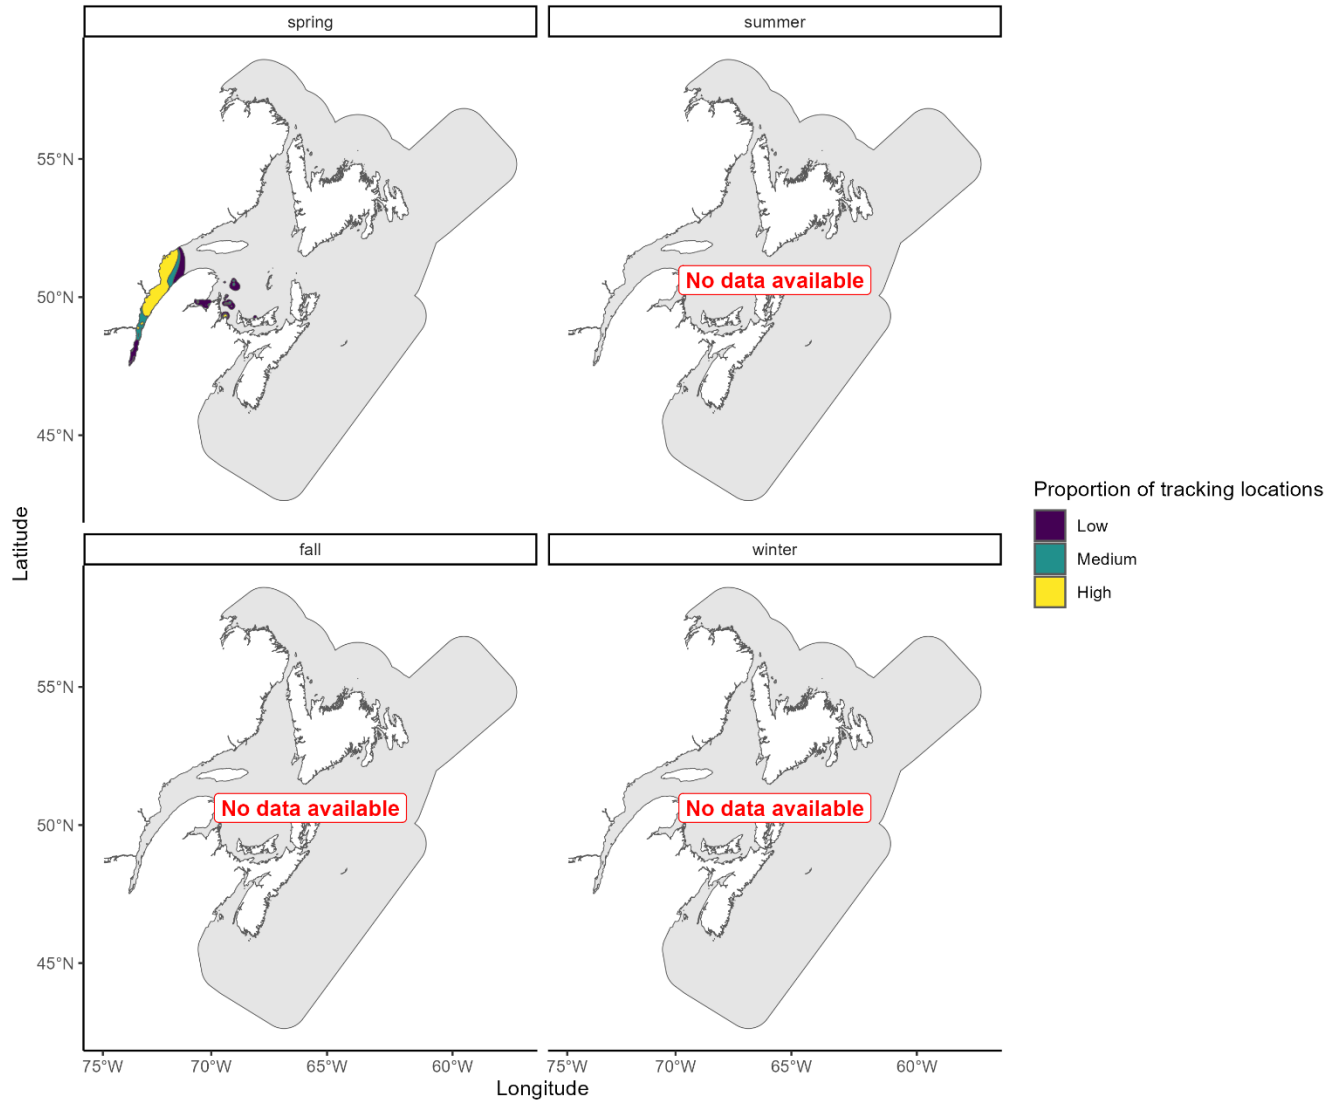 spring
summer
55°N
50°N
45°N
No data available
Proportion of tracking locations
Low
Medium
High
Latitude
fall
winter
55°N
50°N
45°N
No data available
No data available
75°W
70°W
65°W
60°W
75°W
70°W
65°W
60°W
Longitude